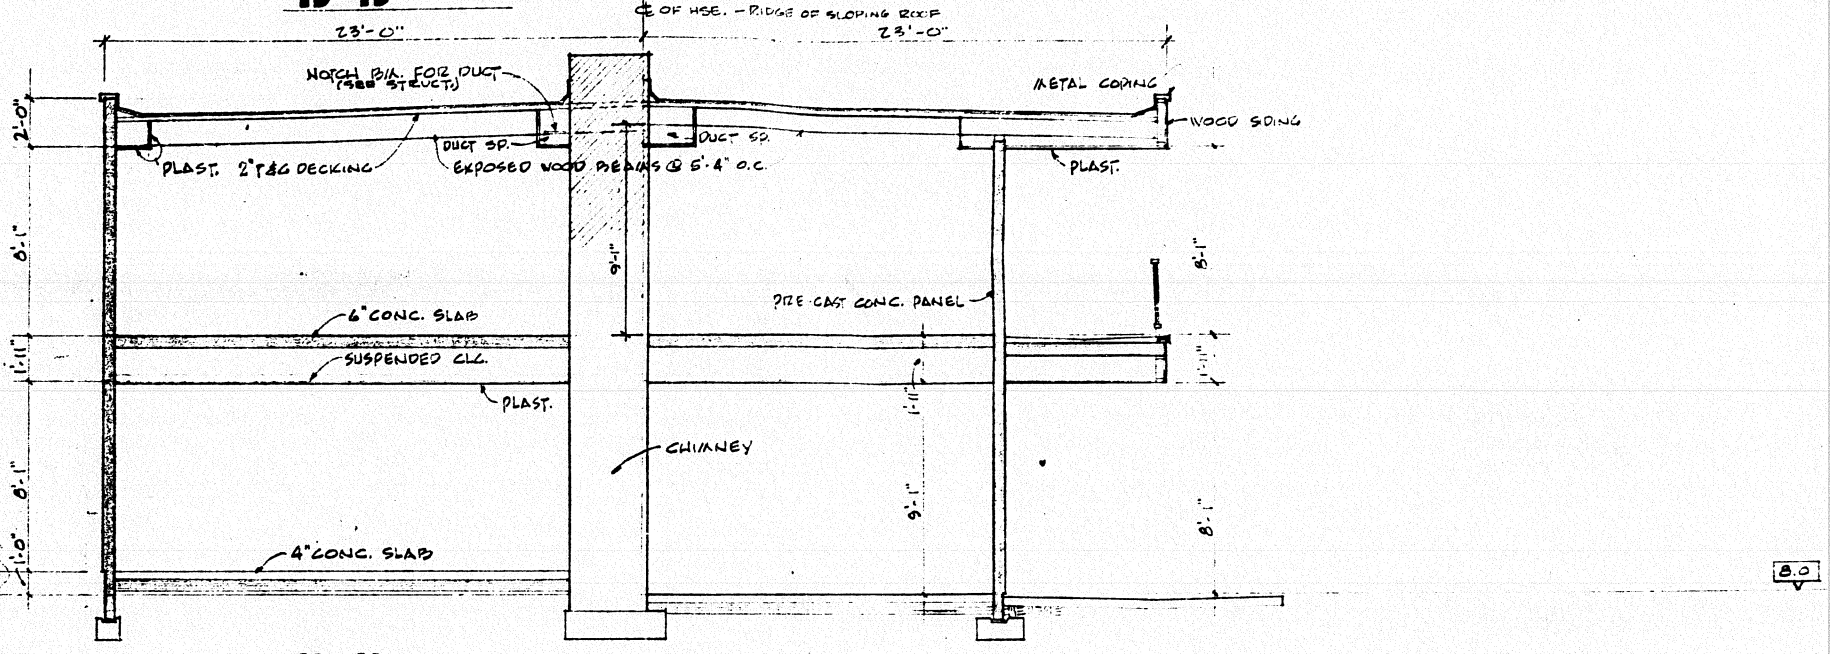 ℄ OF HSE. - RIDGE OF SLOPING ROOF
23'-0"
23'-0"
NOTCH BM. FOR DUCT
(SEE STRUCT.)
METAL COPING
2'-0"
WOOD SIDING
DUCT SP.
DUCT SP.
PLAST.
2" T&G DECKING
EXPOSED WOOD BEAMS @ 5'-4" O.C.
PLAST.
8'-1"
9'-1"
8'-1"
PRE-CAST CONC. PANEL
6" CONC. SLAB
1'-11"
SUSPENDED CLG.
1'-11"
1'-11"
PLAST.
CHIMNEY
8'-1"
9'-1"
8'-1"
4" CONC. SLAB
1'-0"
8.0